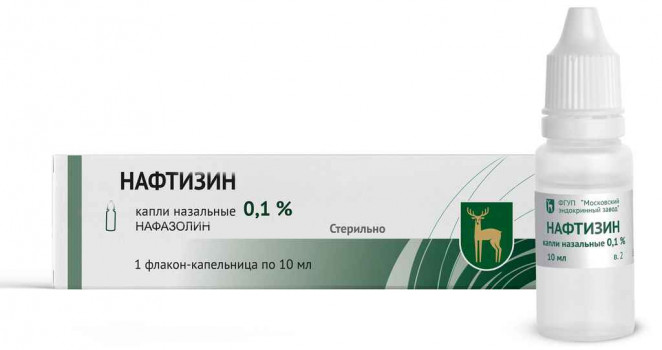 НАФТИЗИН
капли назальные 0,1 %
НАФАЗОЛИН
Стерильно
1 флакон-капельница по 10 мл
ФГУП "Московский
эндокринный завод"
НАФТИЗИН
капли назальные 0,1 %
10 мл в. 2